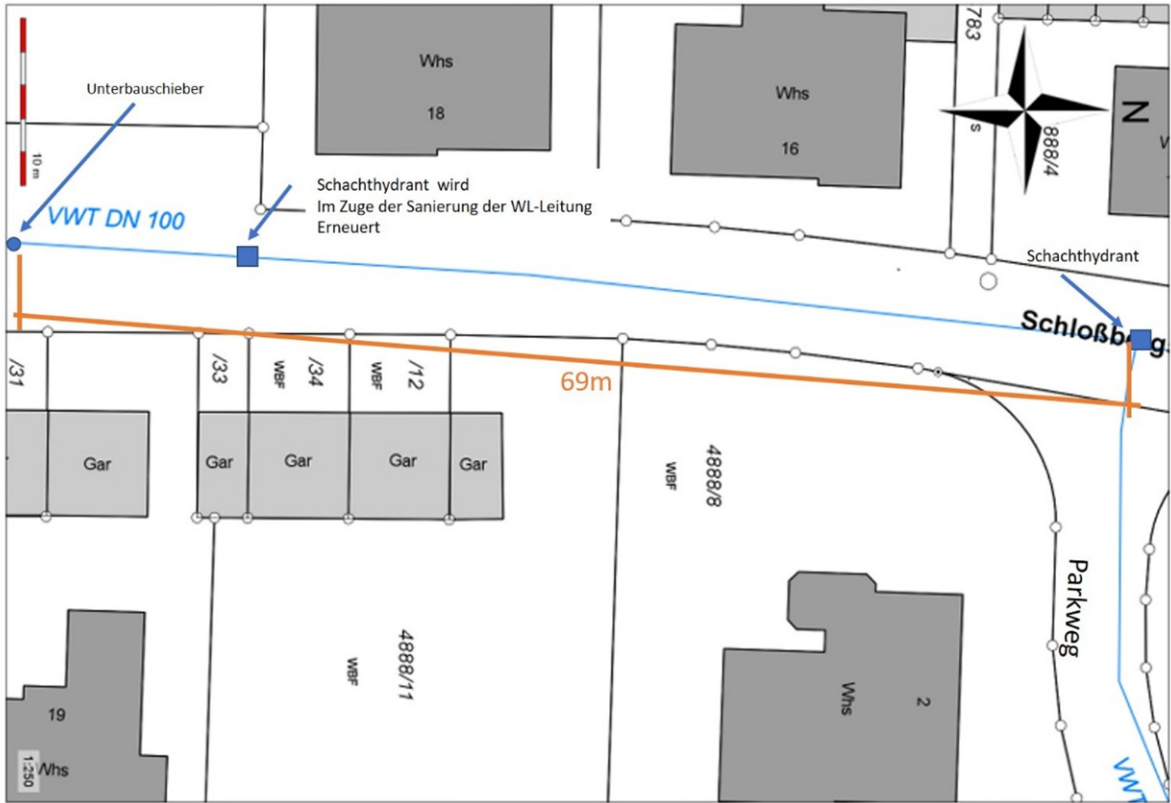 783
Whs
18
Whs
16
N
s
888/4
Unterbauschieber
10 m
Schachthydrant wird
Im Zuge der Sanierung der WL-Leitung
Erneuert
VWT DN 100
Schachthydrant
/31
/33
WBF
/34
WBF
/12
69m
Gar
Gar
Gar
Gar
Gar
WBF
4888/8
Parkweg
WBF
4888/11
Whs
2
19
Whs
1:250
VWT